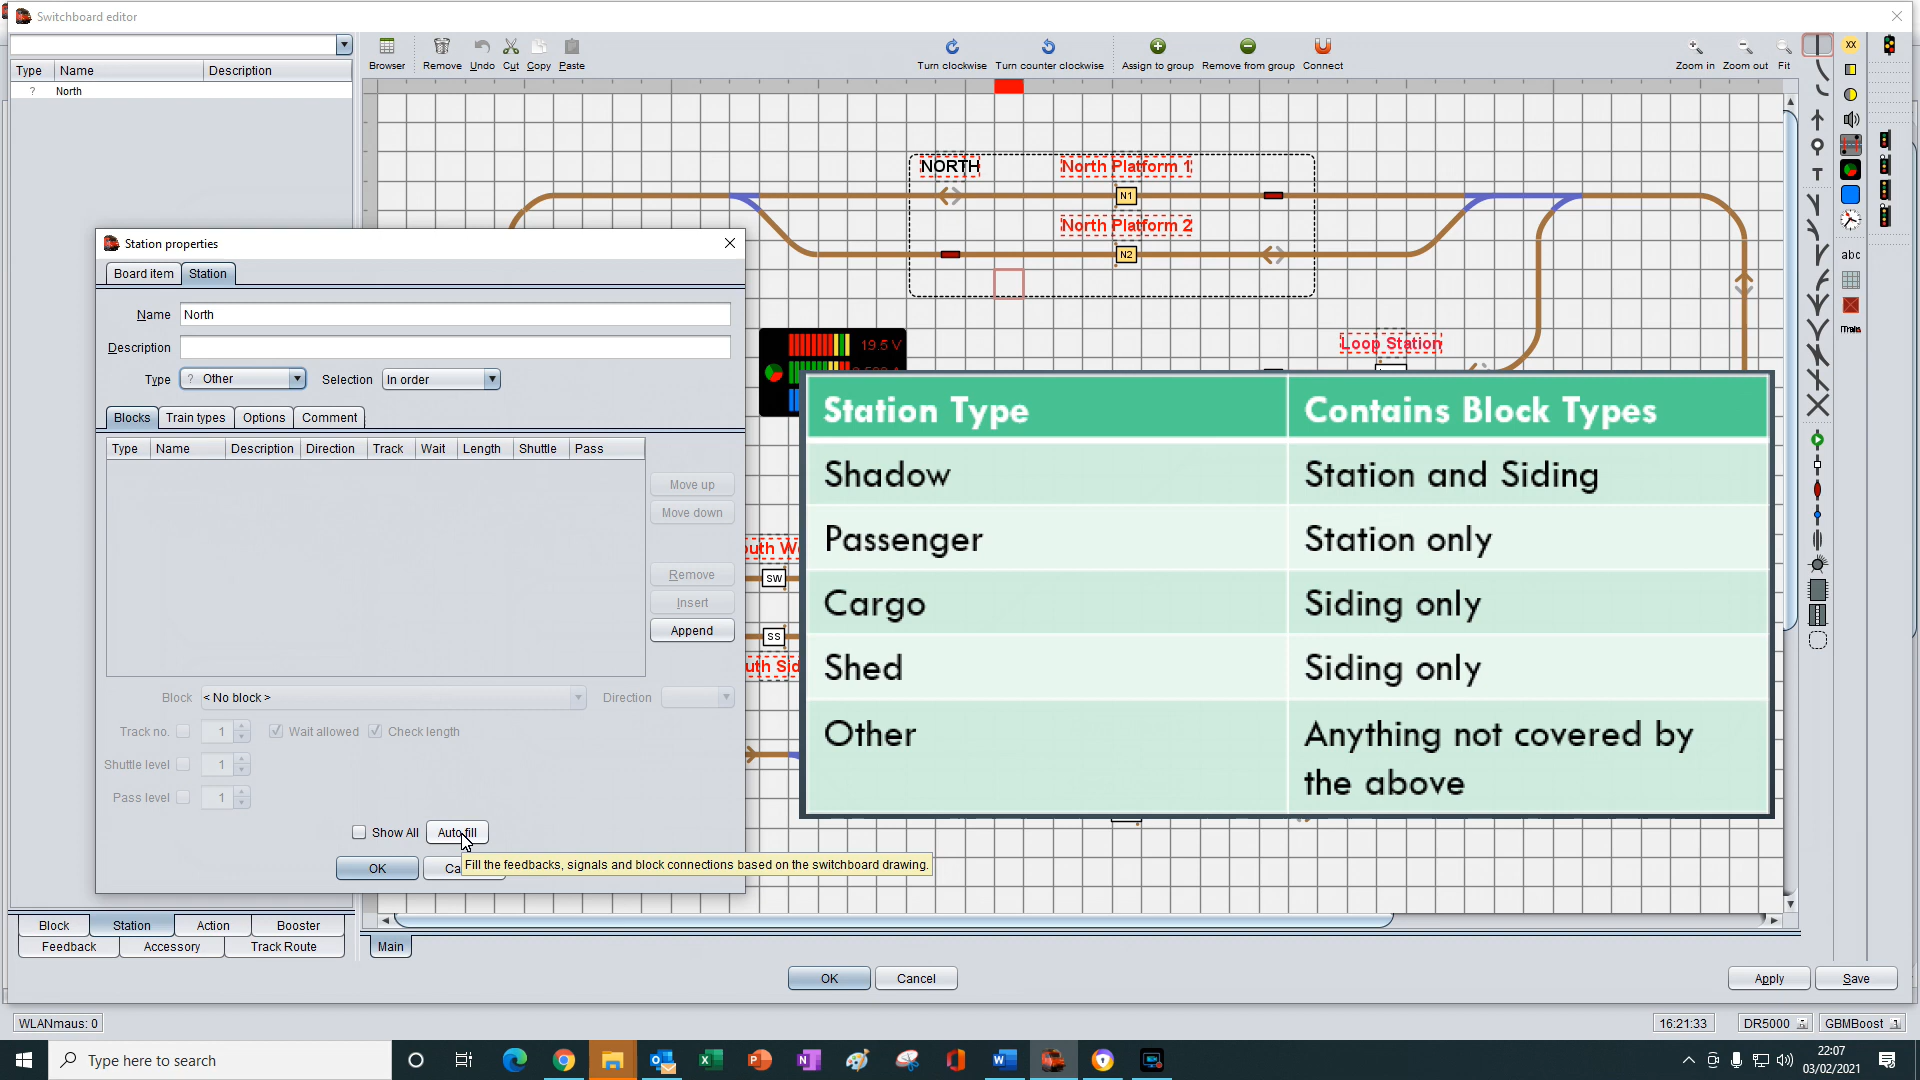 Switchboard editor
Type Name Description
? North
Browser Remove Undo Cut Copy Paste Turn clockwise Turn counter clockwise Assign to group Remove from group Connect Zoom in Zoom out Fit
XX
abc
Train
NORTH North Platform 1
N1
North Platform 2
N2
19.5 V
Loop Station
SW
SS
Station properties
Board item Station
Name North
Description
Type ? Other Selection In order
Blocks Train types Options Comment
Type Name Description Direction Track Wait Length Shuttle Pass
Move up
Move down
Remove
Insert
Append
Block < No block > Direction
Track no. 1 Wait allowed Check length
Shuttle level 1
Pass level 1
Show All Autofill
OK Ca
Fill the feedbacks, signals and block connections based on the switchboard drawing.
Station Type Contains Block Types
Shadow Station and Siding
Passenger Station only
Cargo Siding only
Shed Siding only
Other Anything not covered by
the above
Block Station Action Booster
Feedback Accessory Track Route
Main
OK Cancel Apply Save
WLANmaus: 0 16:21:33 DR5000 GBMBoost
Type here to search
22:07
03/02/2021